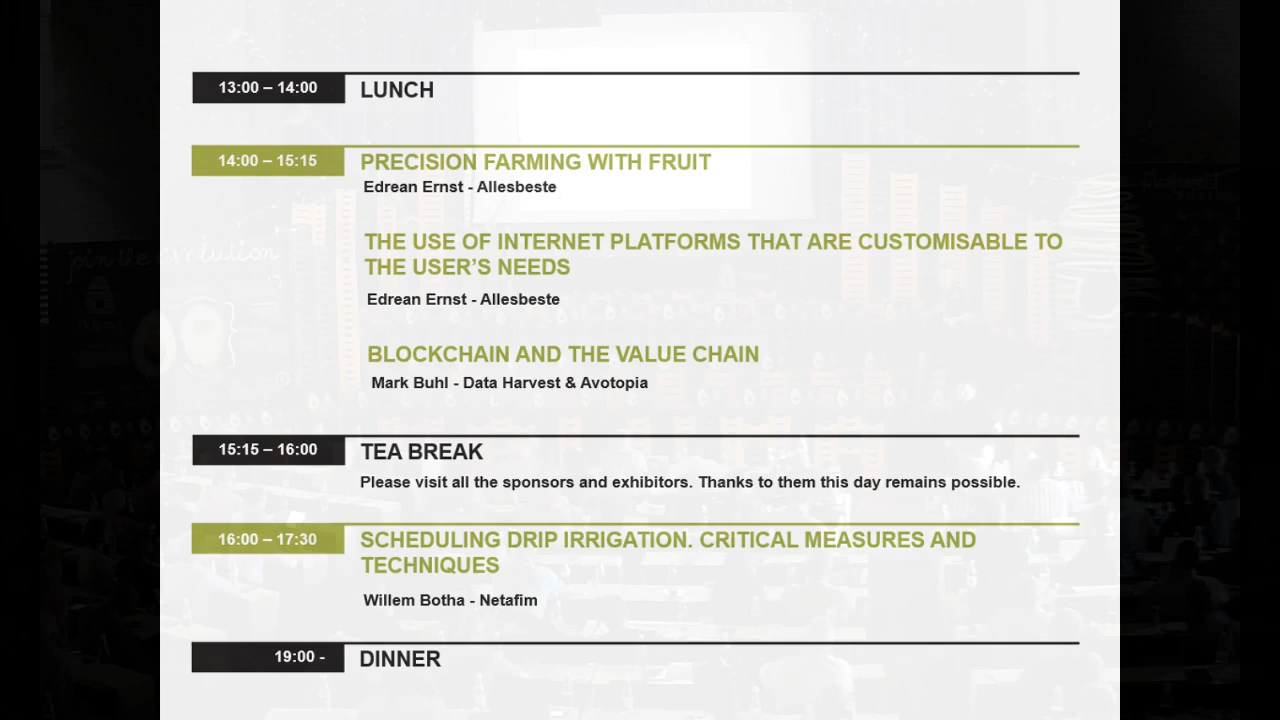 13:00 – 14:00 LUNCH
14:00 – 15:15 PRECISION FARMING WITH FRUIT
Edrean Ernst - Allesbeste
THE USE OF INTERNET PLATFORMS THAT ARE CUSTOMISABLE TO
THE USER’S NEEDS
Edrean Ernst - Allesbeste
join the evolution
BLOCKCHAIN AND THE VALUE CHAIN
Mark Buhl - Data Harvest & Avotopia
15:15 – 16:00 TEA BREAK
Please visit all the sponsors and exhibitors. Thanks to them this day remains possible.
16:00 – 17:30 SCHEDULING DRIP IRRIGATION. CRITICAL MEASURES AND
TECHNIQUES
Willem Botha - Netafim
19:00 - DINNER